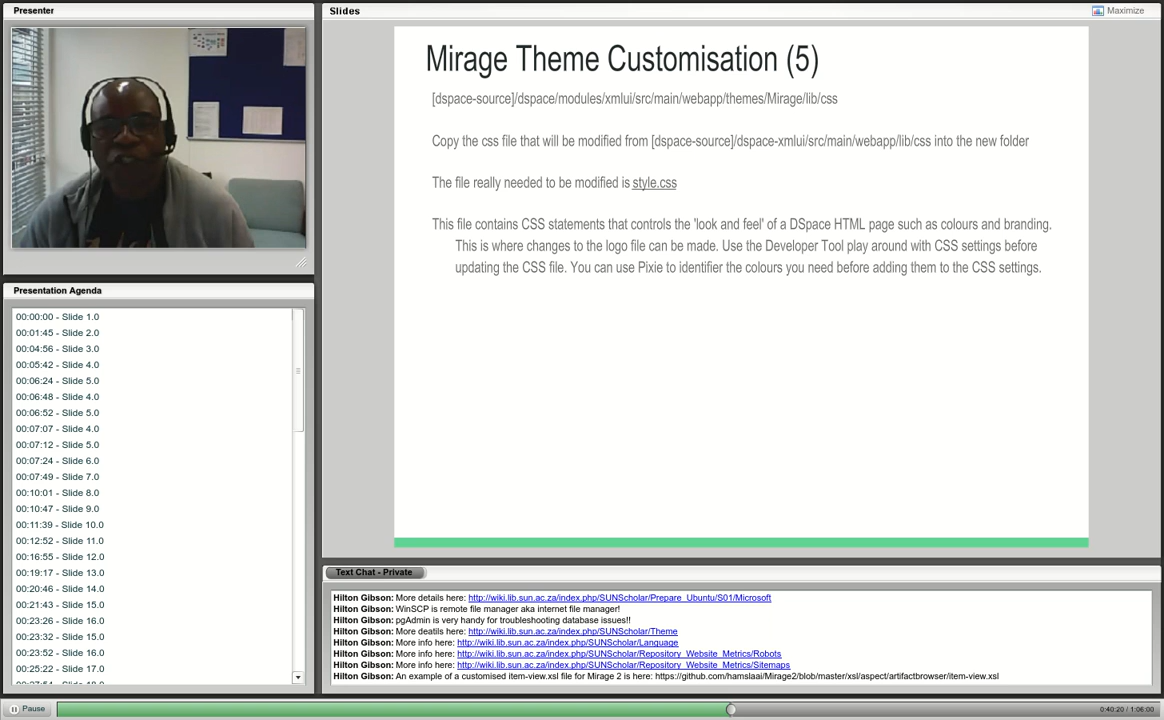 Presenter
Slides
Maximize
Mirage Theme Customisation (5)
[dspace-source]/dspace/modules/xmlui/src/main/webapp/themes/Mirage/lib/css
Copy the css file that will be modified from [dspace-source]/dspace-xmlui/src/main/webapp/lib/css into the new folder
The file really needed to be modified is style.css
This file contains CSS statements that controls the 'look and feel' of a DSpace HTML page such as colours and branding.
This is where changes to the logo file can be made. Use the Developer Tool play around with CSS settings before
updating the CSS file. You can use Pixie to identifier the colours you need before adding them to the CSS settings.
Presentation Agenda
00:00:00 - Slide 1.0
00:01:45 - Slide 2.0
00:04:56 - Slide 3.0
00:05:42 - Slide 4.0
00:06:24 - Slide 5.0
00:06:48 - Slide 4.0
00:06:52 - Slide 5.0
00:07:07 - Slide 4.0
00:07:12 - Slide 5.0
00:07:24 - Slide 6.0
00:07:49 - Slide 7.0
00:10:01 - Slide 8.0
00:10:47 - Slide 9.0
00:11:39 - Slide 10.0
00:12:52 - Slide 11.0
00:16:55 - Slide 12.0
00:19:17 - Slide 13.0
00:20:46 - Slide 14.0
00:21:43 - Slide 15.0
00:23:26 - Slide 16.0
00:23:32 - Slide 15.0
00:23:52 - Slide 16.0
00:25:22 - Slide 17.0
Text Chat - Private
Hilton Gibson: More details here: http://wiki.lib.sun.ac.za/index.php/SUNScholar/Prepare_Ubuntu/S01/Microsoft
Hilton Gibson: WinSCP is remote file manager aka internet file manager!
Hilton Gibson: pgAdmin is very handy for troubleshooting database issues!!
Hilton Gibson: More deatils here: http://wiki.lib.sun.ac.za/index.php/SUNScholar/Theme
Hilton Gibson: More info here: http://wiki.lib.sun.ac.za/index.php/SUNScholar/Language
Hilton Gibson: More info here: http://wiki.lib.sun.ac.za/index.php/SUNScholar/Repository_Website_Metrics/Robots
Hilton Gibson: More info here: http://wiki.lib.sun.ac.za/index.php/SUNScholar/Repository_Website_Metrics/Sitemaps
Hilton Gibson: An example of a customised item-view.xsl file for Mirage 2 is here: https://github.com/hamslaai/Mirage2/blob/master/xsl/aspect/artifactbrowser/item-view.xsl
Pause
0:40:20 / 1:06:00